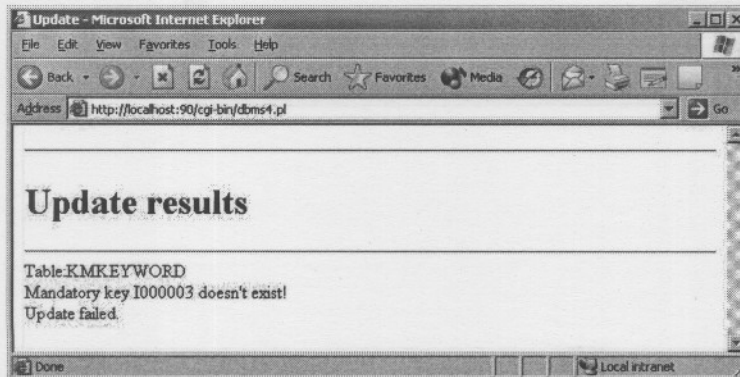 Update - Microsoft Internet Explorer
File Edit View Favorites Tools Help
Back Search Favorites Media
Address http://localhost:90/cgi-bin/dbms4.pl Go
Update results
Table:KMKEYWORD
Mandatory key I000003 doesn't exist!
Update failed.
Done Local intranet